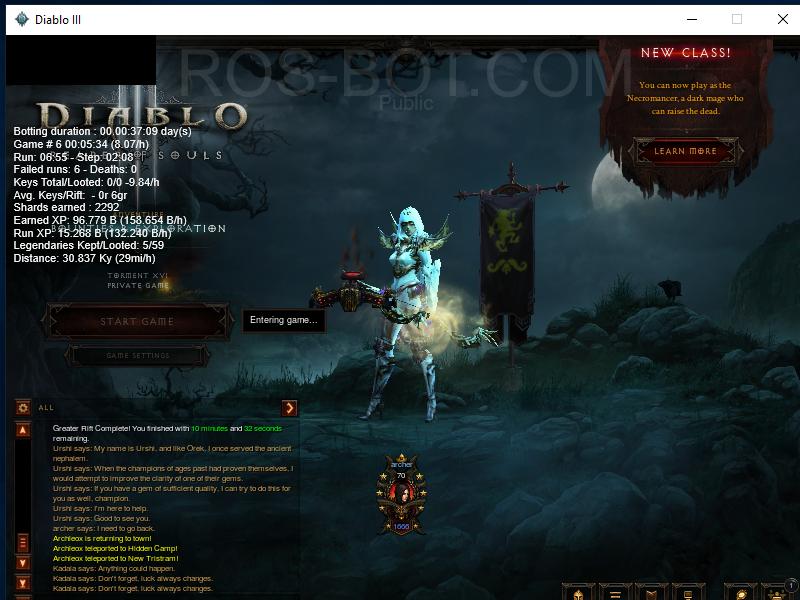 Diablo III
ROS-BOT.COM
Public
NEW CLASS!
You can now play as the
Necromancer, a dark mage who
can raise the dead.
LEARN MORE
DIABLO
Botting duration : 00.00:37:09 day(s)
Game # 6 00:05:34 (8.07/h)
Run: 06:55 - Step 02:08
OF SOULS
Failed runs: 6 - Deaths: 0
Keys Total/Looted: 0/0 -9.84/h
Avg. Keys/Rift: - 0r 6gr
Shards earned : 2292
ADVENTURE
Earned XP: 96.779 B (158.654 B/h)
BOUNTIES & EXPLORATION
Run XP: 15.268 B (132.240 B/h)
Legendaries Kept/Looted: 5/59
Distance: 30.837 Ky (29mi/h)
TORMENT XVI
PRIVATE GAME
START GAME
Entering game...
GAME SETTINGS
ALL
Greater Rift Complete! You finished with 10 minutes and 32 seconds
remaining.
Urshi says: My name is Urshi, and like Orek, I once served the ancient
nephalem.
Urshi says: When the champions of ages past had proven themselves, I
would attempt to improve the clarity of one of their gems.
Urshi says: If you have a gem of sufficient quality, I can try to do this for
you as well, champion.
Urshi says: I'm here to help.
Urshi says: Good to see you.
archer says: I need to go back.
Archleox is returning to town!
Archleox teleported to Hidden Camp!
Archleox teleported to New Tristram!
Kadala says: Anything could happen.
Kadala says: Don't forget, luck always changes.
Kadala says: Don't forget, luck always changes.
archer
70
1666
1